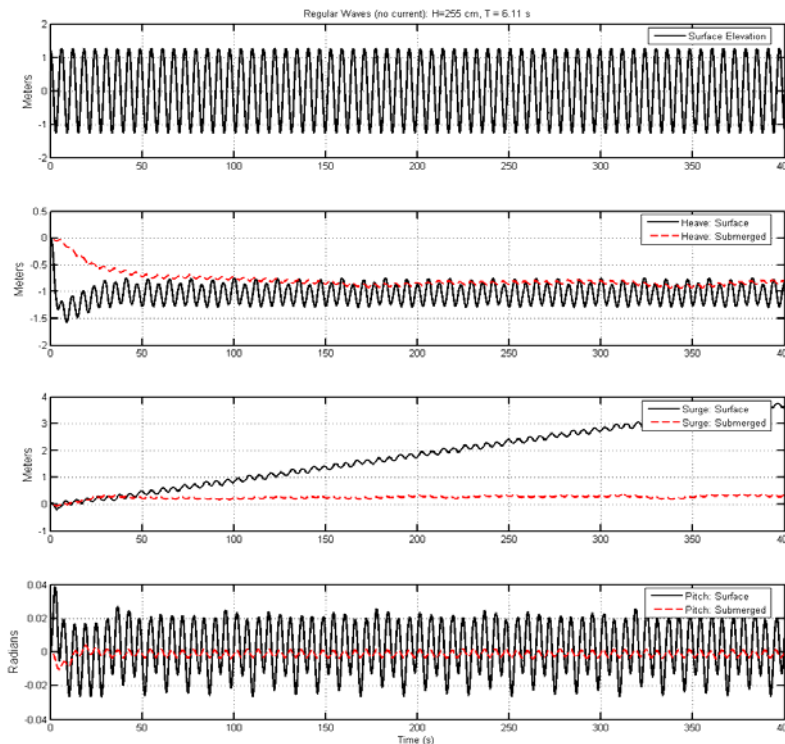 Regular Waves (no current): H=255 cm, T = 6.11 s
2
1
0
-1
-2
Meters
Surface Elevation
0 50 100 150 200 250 300 350 40
0.5
0
-0.5
-1
-1.5
-2
Meters
Heave: Surface
Heave: Submerged
0 50 100 150 200 250 300 350 40
4
3
2
1
0
-1
Meters
Surge: Surface
Surge: Submerged
0 50 100 150 200 250 300 350 40
0.04
0.02
0
-0.02
-0.04
Radians
Pitch: Surface
Pitch: Submerged
0 50 100 150 200 250 300 350 40
Time (s)